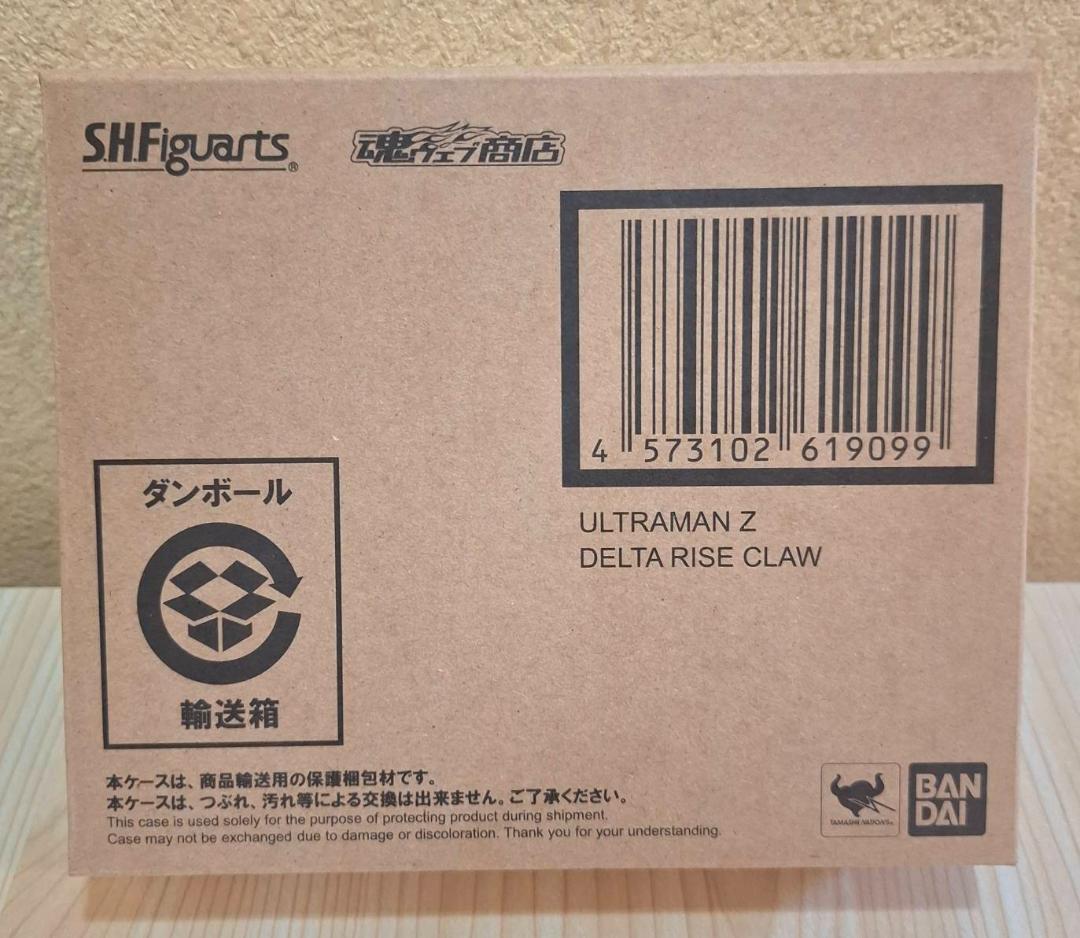 S.H.Figuarts®
魂ウェブ商店
4 573102 619099
ULTRAMAN Z
DELTA RISE CLAW
ダンボール
輸送箱
本ケースは、商品輸送用の保護梱包材です。
本ケースは、つぶれ、汚れ等による交換は出来ません。ご了承ください。
This case is used solely for the purpose of protecting product during shipment.
Case may not be exchanged due to damage or discoloration. Thank you for your understanding.
TAMASHII NATIONS
BAN
DAI